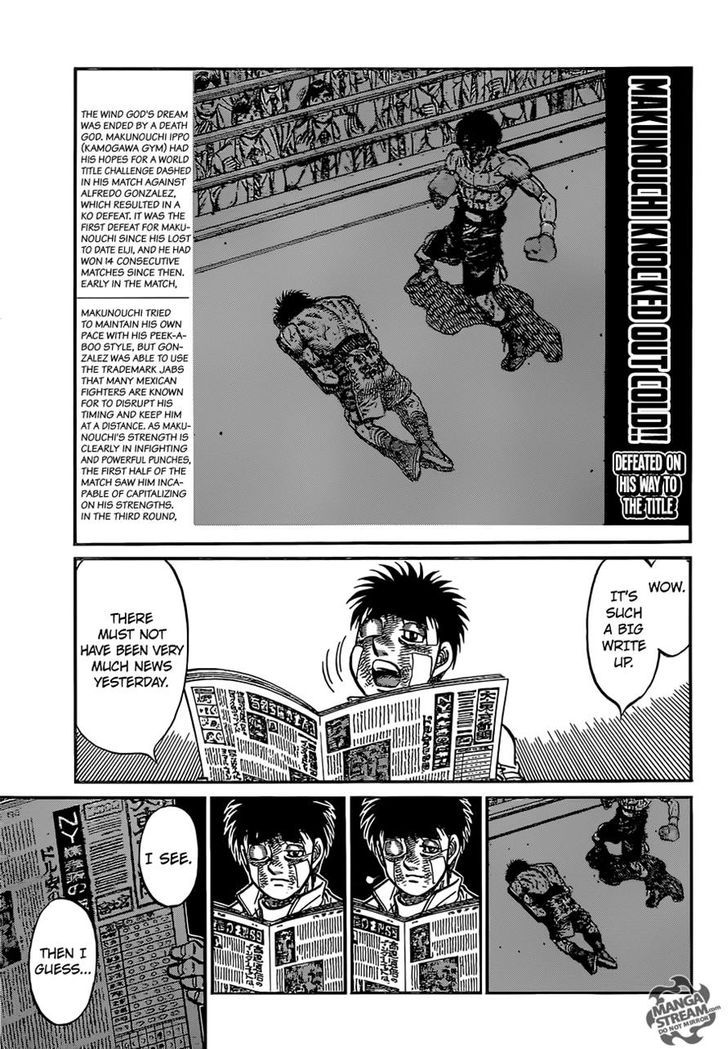 MAKUNOUCHI KNOCKED OUT COLD!!
DEFEATED ON
HIS WAY TO
THE TITLE
THE WIND GOD'S DREAM
WAS ENDED BY A DEATH
GOD. MAKUNOUCHI IPPO
(KAMOGAWA GYM) HAD
HIS HOPES FOR A WORLD
TITLE CHALLENGE DASHED
IN HIS MATCH AGAINST
ALFREDO GONZALEZ,
WHICH RESULTED IN A
KO DEFEAT. IT WAS THE
FIRST DEFEAT FOR MAKU-
NOUCHI SINCE HIS LOST
TO DATE EIJI, AND HE HAD
WON 14 CONSECUTIVE
MATCHES SINCE THEN.
EARLY IN THE MATCH,
MAKUNOUCHI TRIED
TO MAINTAIN HIS OWN
PACE WITH HIS PEEK-A-
BOO STYLE, BUT GON-
ZALEZ WAS ABLE TO USE
THE TRADEMARK JABS
THAT MANY MEXICAN
FIGHTERS ARE KNOWN
FOR TO DISRUPT HIS
TIMING AND KEEP HIM
AT A DISTANCE. AS MAKU-
NOUCHI'S STRENGTH IS
CLEARLY IN INFIGHTING
AND POWERFUL PUNCHES,
THE FIRST HALF OF THE
MATCH SAW HIM INCA-
PABLE OF CAPITALIZING
ON HIS STRENGTHS.
IN THE THIRD ROUND,
WOW.
IT'S
SUCH
A BIG
WRITE
UP.
THERE
MUST NOT
HAVE BEEN VERY
MUCH NEWS
YESTERDAY.
I SEE.
THEN I
GUESS...
MANGA
STREAM.com
DO NOT MIRROR